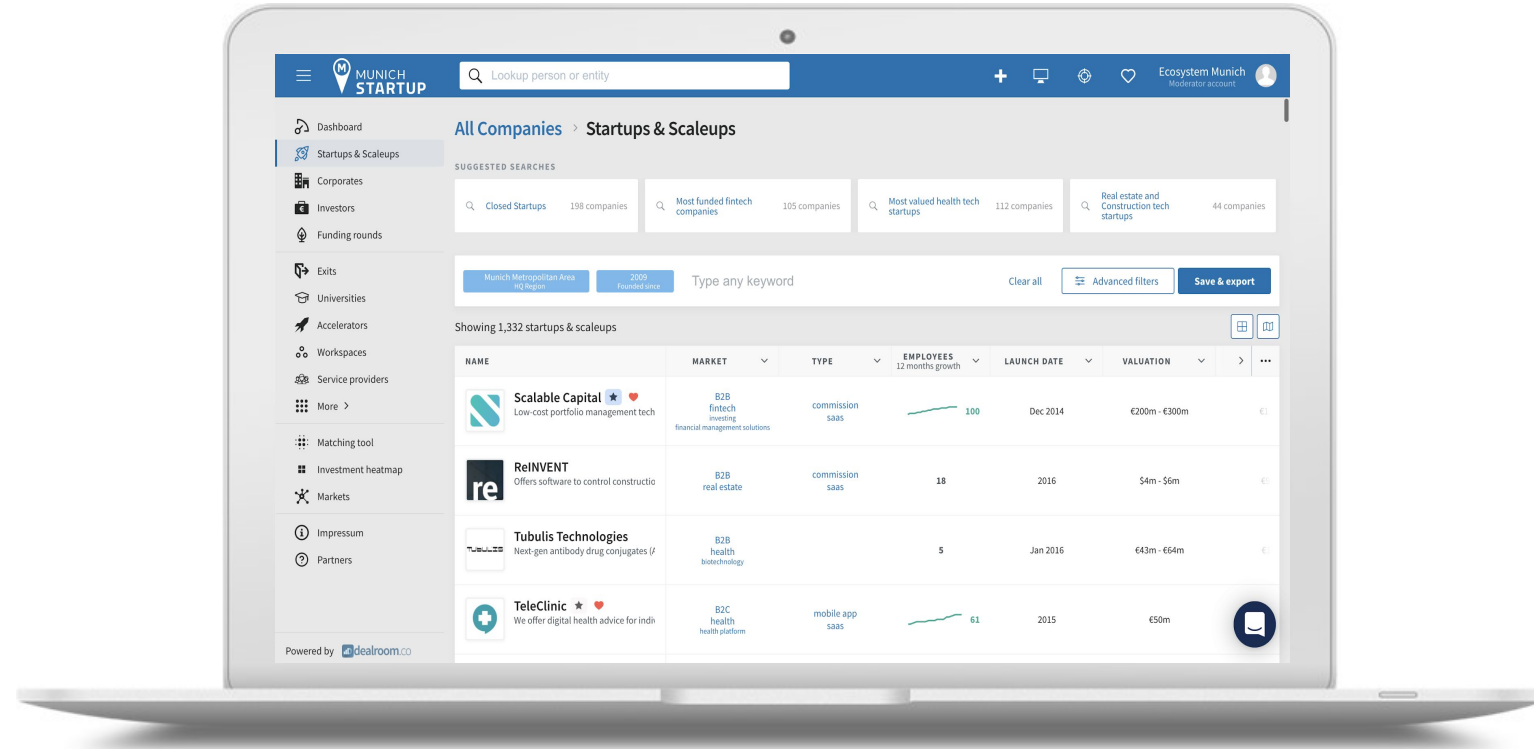 M
MUNICH
STARTUP
Lookup person or entity
Ecosystem Munich
Moderator account
Dashboard
Startups & Scaleups
Corporates
Investors
Funding rounds
Exits
Universities
Accelerators
Workspaces
Service providers
More
Matching tool
Investment heatmap
Markets
Impressum
Partners
Powered by dealroom.co
All Companies > Startups & Scaleups
SUGGESTED SEARCHES
Closed Startups 198 companies
Most funded fintech
companies
105 companies
Most valued health tech
startups
112 companies
Real estate and
Construction tech
startups
44 companies
Munich Metropolitan Area
HQ Region
2009
Founded since
Type any keyword
Clear all
Advanced filters
Save & export
Showing 1,332 startups & scaleups
NAME
MARKET
TYPE
EMPLOYEES
12 months growth
LAUNCH DATE
VALUATION
Scalable Capital
Low-cost portfolio management tech
B2B
fintech
investing
financial management solutions
commission
saas
100
Dec 2014
€200m - €300m
re
ReINVENT
Offers software to control constructio
B2B
real estate
commission
saas
18
2016
$4m - $6m
TUBULIS
Tubulis Technologies
Next-gen antibody drug conjugates (A
B2B
health
biotechnology
5
Jan 2016
€43m - €64m
TeleClinic
We offer digital health advice for indiv
B2C
health
health platform
mobile app
saas
61
2015
€50m